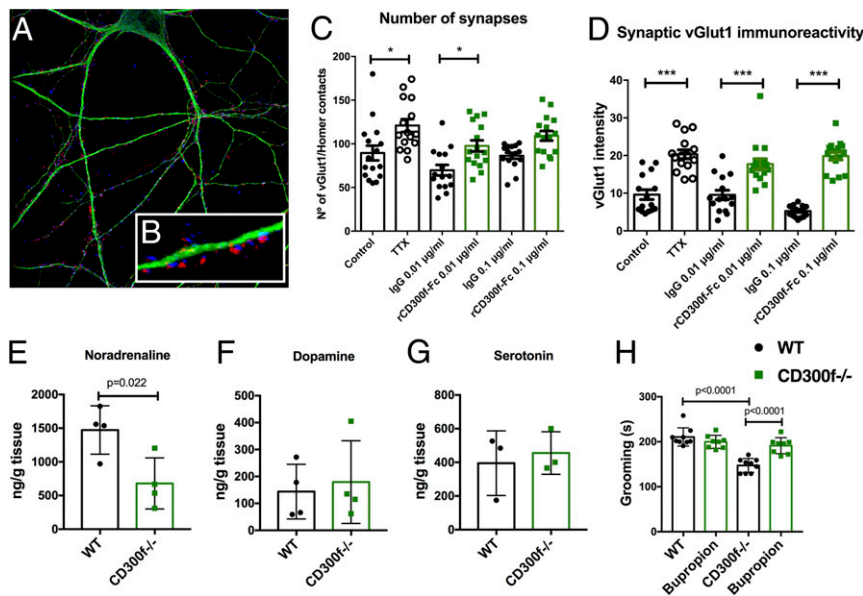 A
B
C
Number of synapses
Nº of vGlut1/Homer contacts
200
150
100
50
0
*
*
Control
TTX
IgG 0.01 µg/ml
rCD300f-Fc 0.01 µg/ml
IgG 0.1 µg/ml
rCD300f-Fc 0.1 µg/ml
D
Synaptic vGlut1 immunoreactivity
vGlut1 intensity
40
30
20
10
0
***
***
***
Control
TTX
IgG 0.01 µg/ml
rCD300f-Fc 0.01 µg/ml
IgG 0.1 µg/ml
rCD300f-Fc 0.1 µg/ml
E
Noradrenaline
p=0.022
ng/g tissue
2000
1500
1000
500
0
WT
CD300f-/-
F
Dopamine
ng/g tissue
500
400
300
200
100
0
WT
CD300f-/-
G
Serotonin
ng/g tissue
800
600
400
200
0
WT
CD300f-/-
H
WT
CD300f-/-
p<0.0001
p<0.0001
Grooming (s)
300
200
100
0
WT
Bupropion
CD300f-/-
Bupropion